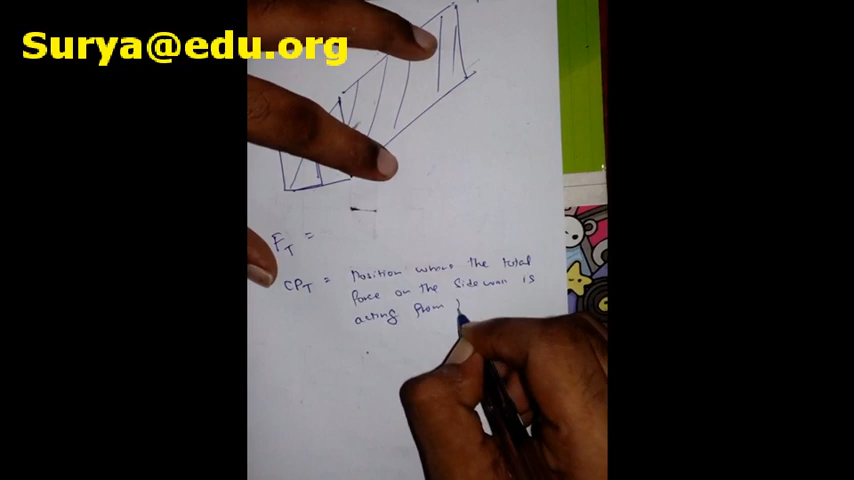 Surya@edu.org
F_T =
CP_T = Position where the total
force on the side wall is
acting from